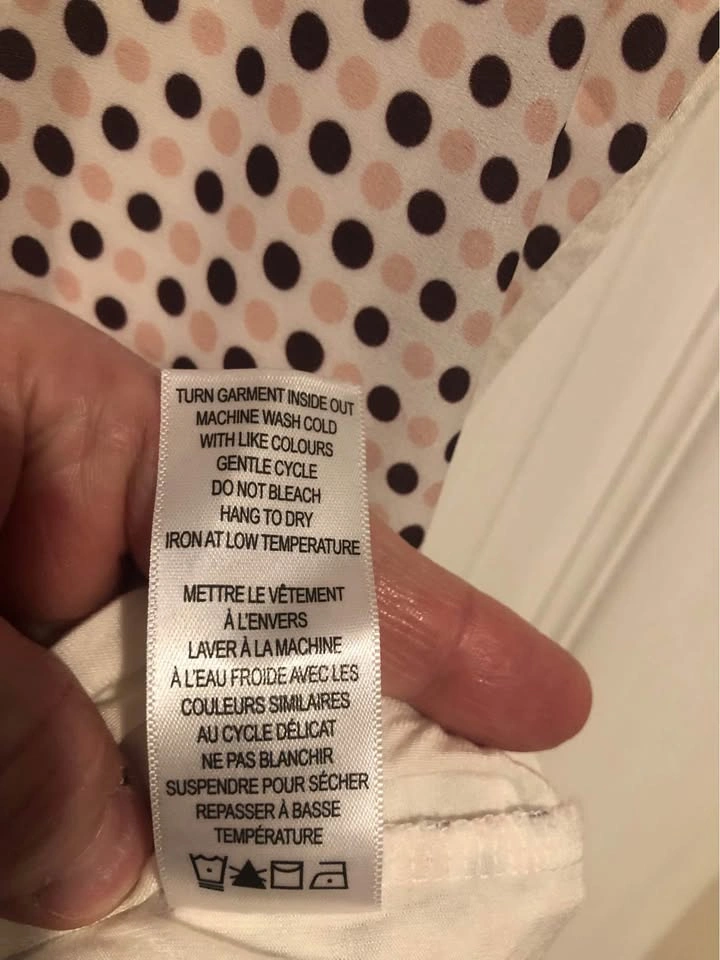 TURN GARMENT INSIDE OUT
MACHINE WASH COLD
WITH LIKE COLOURS
GENTLE CYCLE
DO NOT BLEACH
HANG TO DRY
IRON AT LOW TEMPERATURE
METTRE LE VÊTEMENT
À L'ENVERS
LAVER À LA MACHINE
À L'EAU FROIDE AVEC LES
COULEURS SIMILAIRES
AU CYCLE DÉLICAT
NE PAS BLANCHIR
SUSPENDRE POUR SÉCHER
REPASSER À BASSE
TEMPÉRATURE